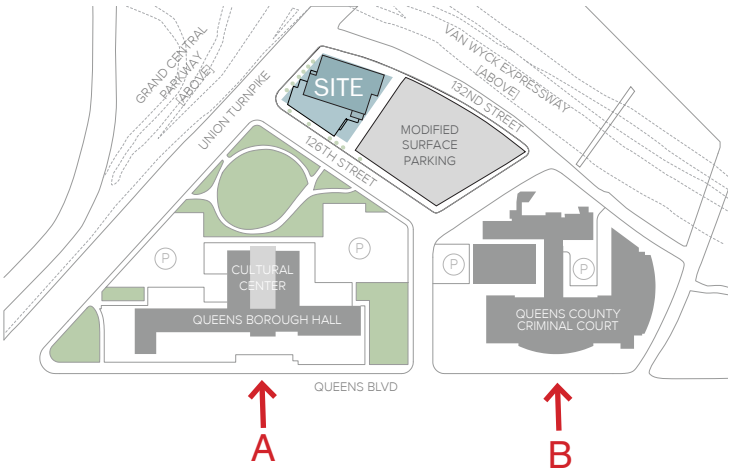 GRAND CENTRAL
PARKWAY
[ABOVE]
UNION TURNPIKE
VAN WYCK EXPRESSWAY
[ABOVE]
132ND STREET
SITE
MODIFIED
SURFACE
PARKING
126TH STREET
P
P
P
P
CULTURAL
CENTER
QUEENS BOROUGH HALL
QUEENS COUNTY
CRIMINAL COURT
QUEENS BLVD
A
B